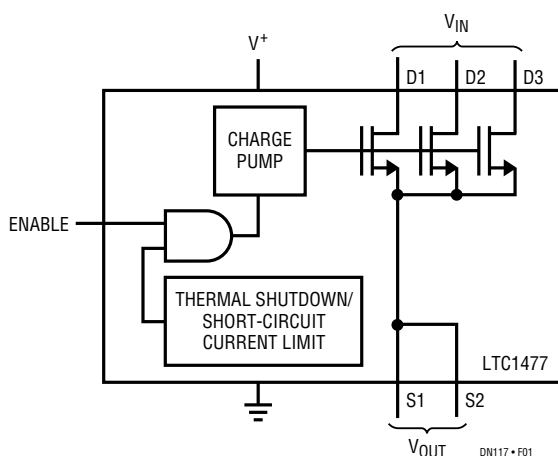 VIN
V+
D1 D2 D3
CHARGE
PUMP
ENABLE
THERMAL SHUTDOWN/
SHORT-CIRCUIT
CURRENT LIMIT
LTC1477
S1 S2
VOUT
DN117 • F01